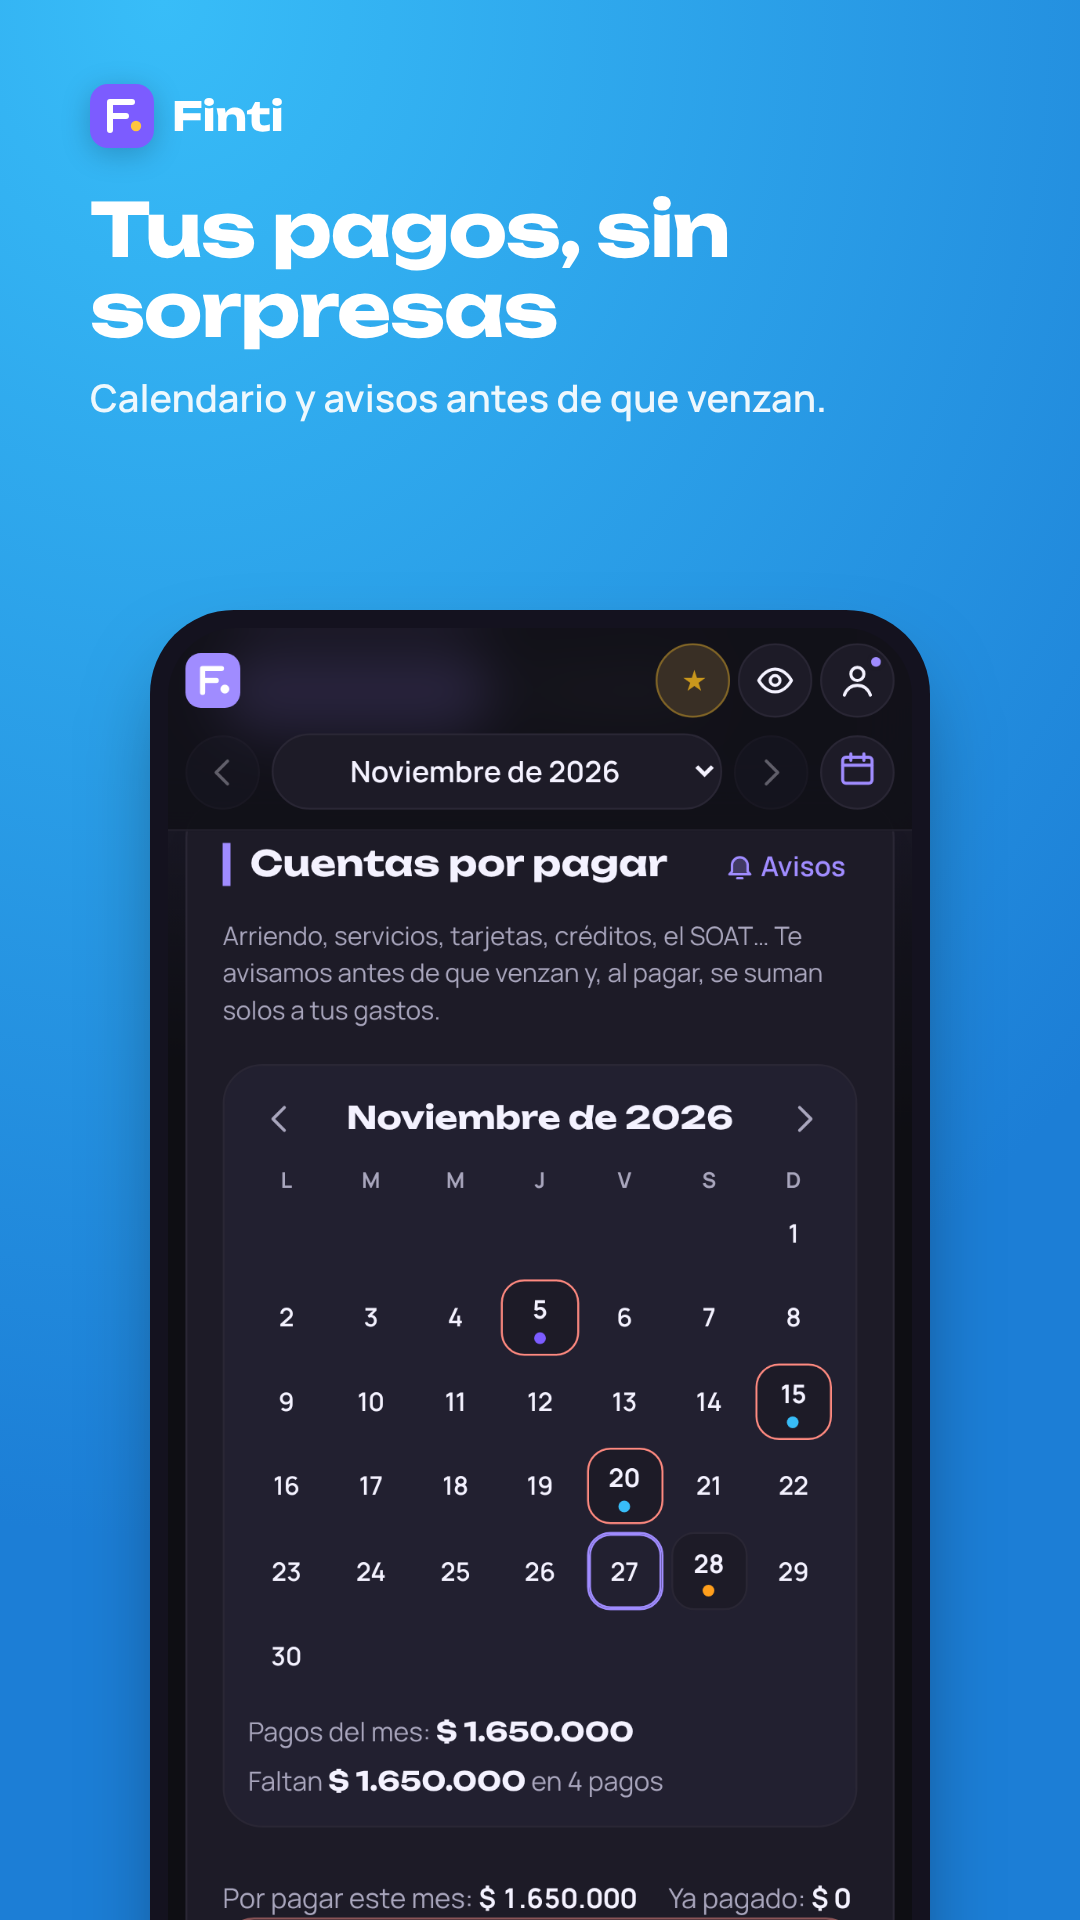 F. Finti
Tus pagos, sin
sorpresas
Calendario y avisos antes de que venzan.
F.
Noviembre de 2026
Cuentas por pagar Avisos
Arriendo, servicios, tarjetas, créditos, el SOAT... Te
avisamos antes de que venzan y, al pagar, se suman
solos a tus gastos.
Noviembre de 2026
L M M J V S D
1
2 3 4 5 6 7 8
9 10 11 12 13 14 15
16 17 18 19 20 21 22
23 24 25 26 27 28 29
30
Pagos del mes: $ 1.650.000
Faltan $ 1.650.000 en 4 pagos
Por pagar este mes: $ 1.650.000 Ya pagado: $ 0